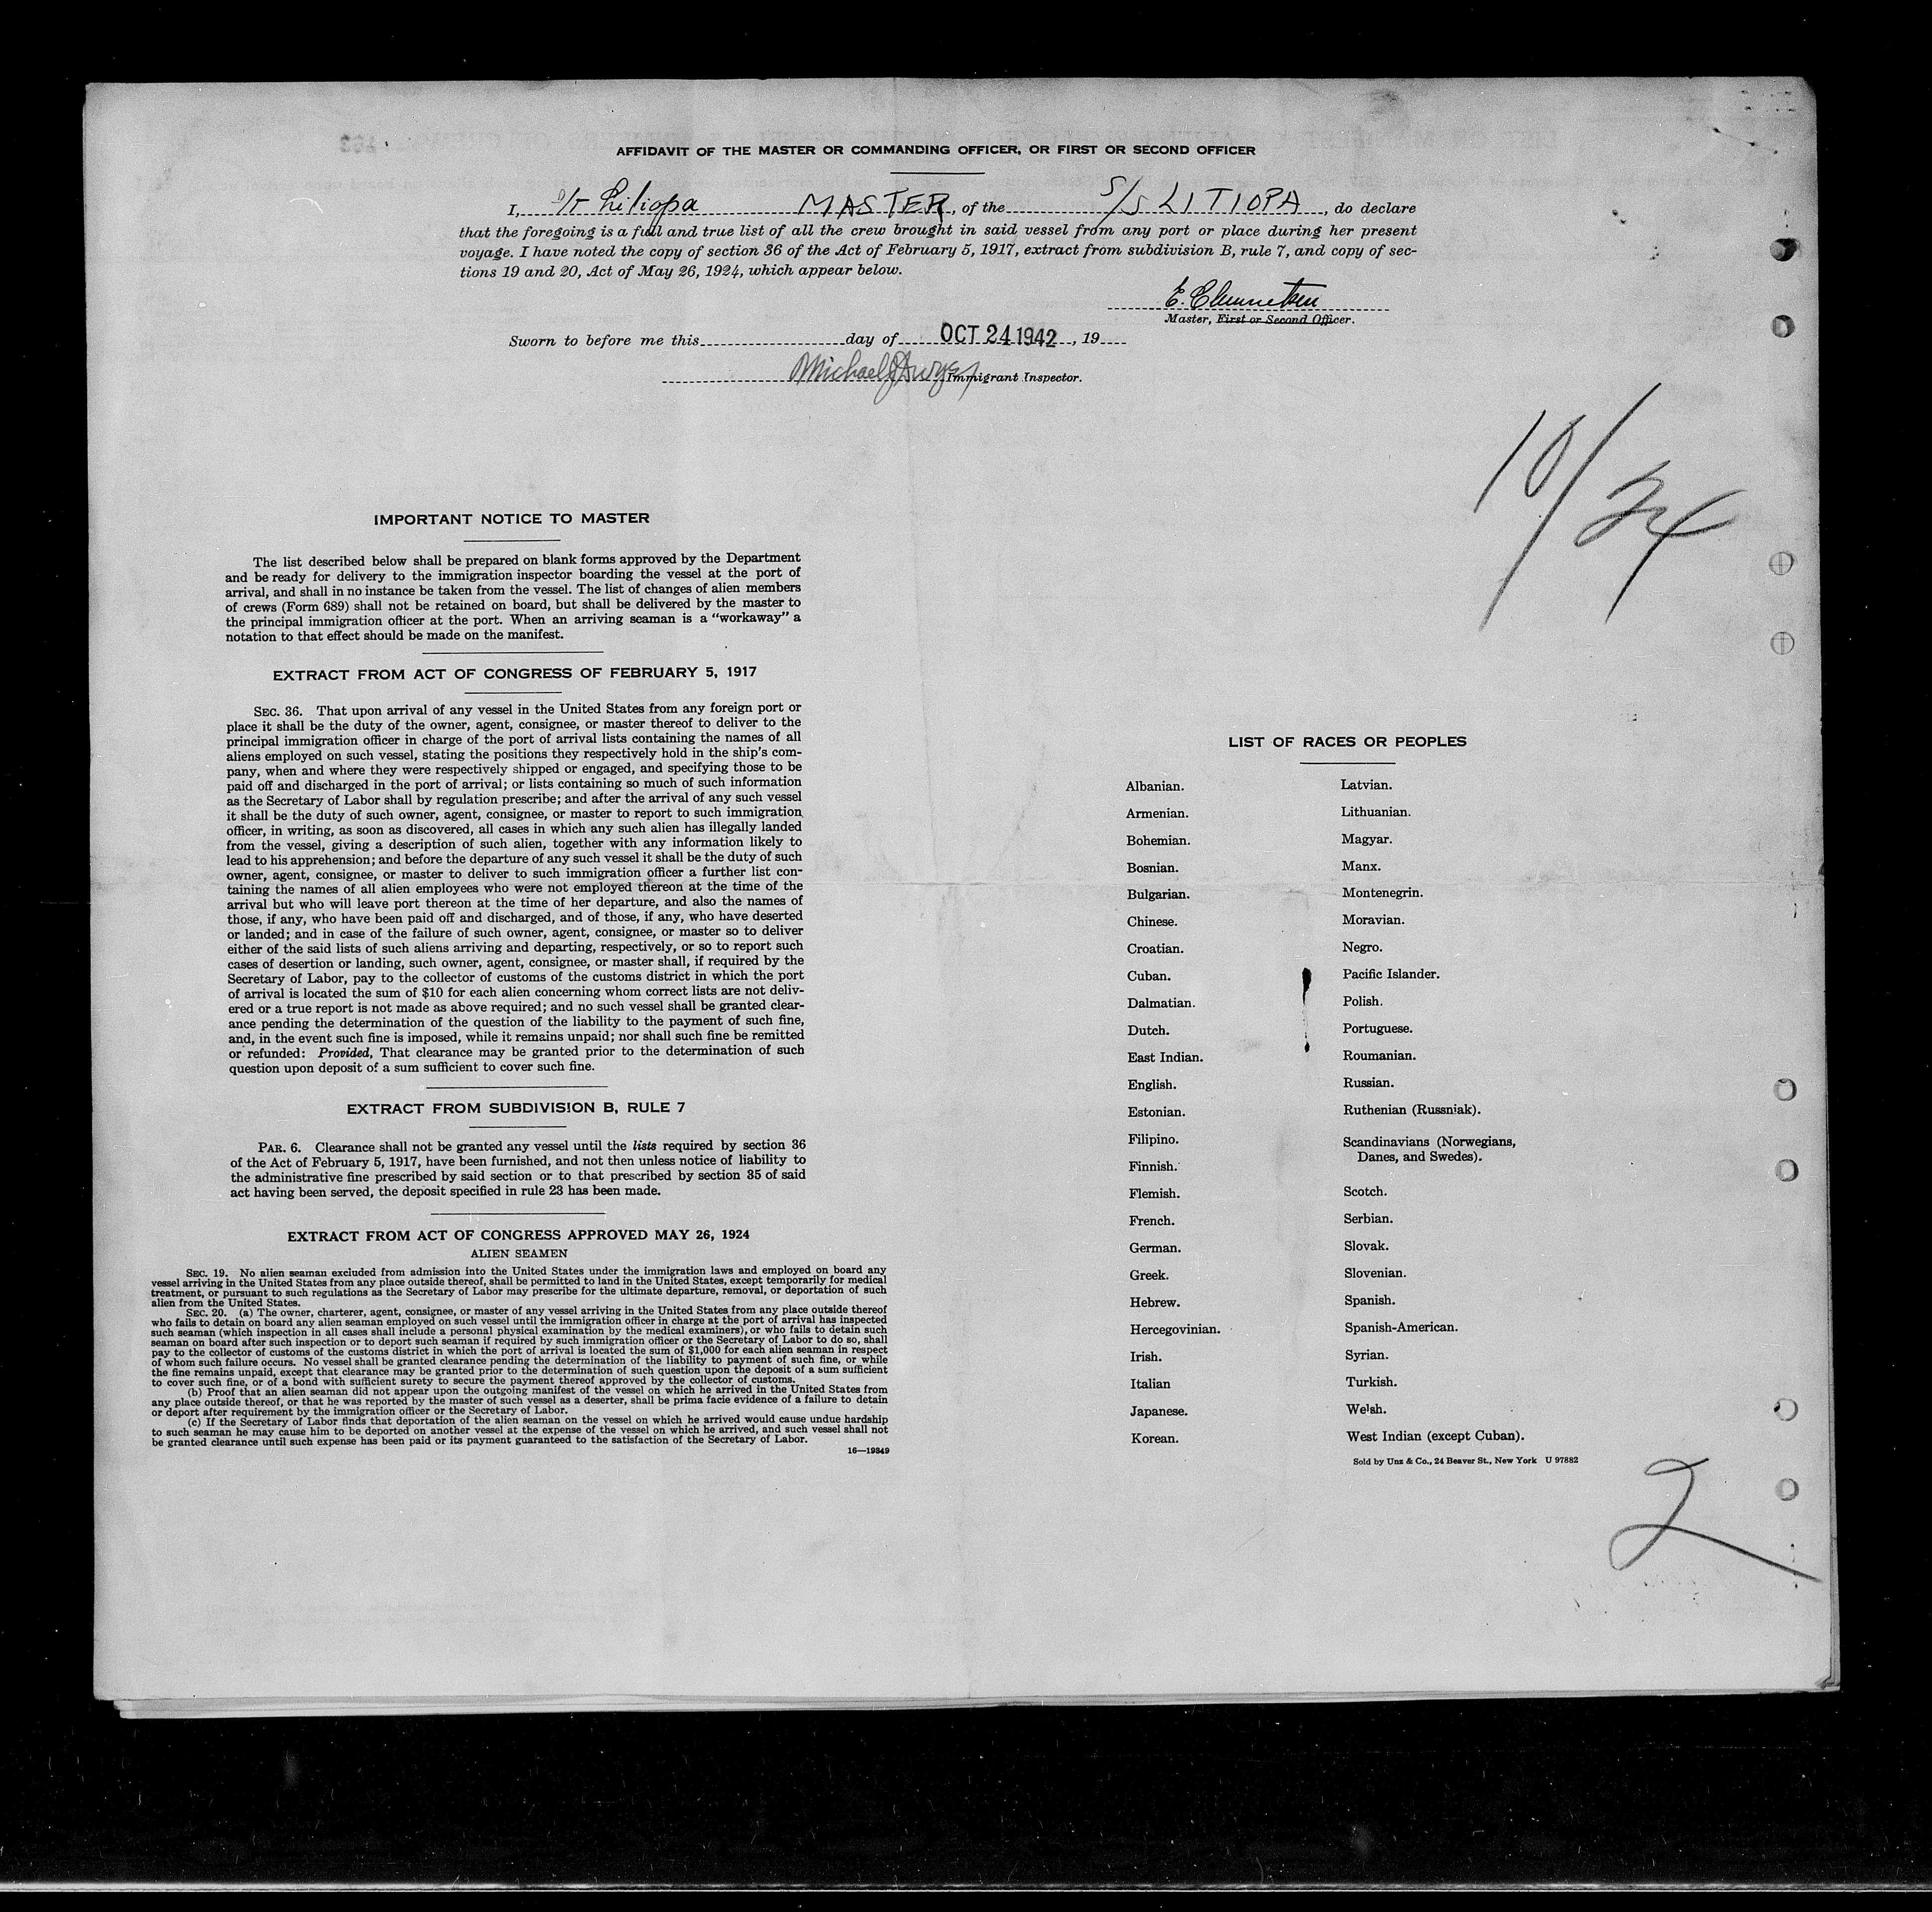 AFFIDAVIT OF THE MASTER OR COMMANDING OFFICER, OR FIRST OR SECOND OFFICER
I, MASTER, of the S/S LITIOPA, do declare
that the foregoing is a full and true list of all the crew brought in said vessel from any port or place during her present
voyage. I have noted the copy of section 36 of the Act of February 5, 1917, extract from subdivision B, rule 7, and copy of sec-
tions 19 and 20, Act of May 26, 1924, which appear below.
E.
Master, First or Second Officer.
Sworn to before me this day of OCT 24 1942, 19
Michael J Dwyer Immigrant Inspector.
10/24
IMPORTANT NOTICE TO MASTER
The list described below shall be prepared on blank forms approved by the Department
and be ready for delivery to the immigration inspector boarding the vessel at the port of
arrival, and shall in no instance be taken from the vessel. The list of changes of alien members
of crews (Form 689) shall not be retained on board, but shall be delivered by the master to
the principal immigration officer at the port. When an arriving seaman is a "workaway" a
notation to that effect should be made on the manifest.
EXTRACT FROM ACT OF CONGRESS OF FEBRUARY 5, 1917
SEC. 36. That upon arrival of any vessel in the United States from any foreign port or
place it shall be the duty of the owner, agent, consignee, or master thereof to deliver to the
principal immigration officer in charge of the port of arrival lists containing the names of all
aliens employed on such vessel, stating the positions they respectively hold in the ship's com-
pany, when and where they were respectively shipped or engaged, and specifying those to be
paid off and discharged in the port of arrival; or lists containing so much of such information
as the Secretary of Labor shall by regulation prescribe; and after the arrival of any such vessel
it shall be the duty of such owner, agent, consignee, or master to report to such immigration
officer, in writing, as soon as discovered, all cases in which any such alien has illegally landed
from the vessel, giving a description of such alien, together with any information likely to
lead to his apprehension; and before the departure of any such vessel it shall be the duty of such
owner, agent, consignee, or master to deliver to such immigration officer a further list con-
taining the names of all alien employees who were not employed thereon at the time of the
arrival but who will leave port thereon at the time of her departure, and also the names of
those, if any, who have been paid off and discharged, and of those, if any, who have deserted
or landed; and in case of the failure of such owner, agent, consignee, or master so to deliver
either of the said lists of such aliens arriving and departing, respectively, or so to report such
cases of desertion or landing, such owner, agent, consignee, or master shall, if required by the
Secretary of Labor, pay to the collector of customs of the customs district in which the port
of arrival is located the sum of $10 for each alien concerning whom correct lists are not deliv-
ered or a true report is not made as above required; and no such vessel shall be granted clear-
ance pending the determination of the question of the liability to the payment of such fine,
and, in the event such fine is imposed, while it remains unpaid; nor shall such fine be remitted
or refunded: Provided, That clearance may be granted prior to the determination of such
question upon deposit of a sum sufficient to cover such fine.
EXTRACT FROM SUBDIVISION B, RULE 7
PAR. 6. Clearance shall not be granted any vessel until the lists required by section 36
of the Act of February 5, 1917, have been furnished, and not then unless notice of liability to
the administrative fine prescribed by said section or to that prescribed by section 35 of said
act having been served, the deposit specified in rule 23 has been made.
EXTRACT FROM ACT OF CONGRESS APPROVED MAY 26, 1924
ALIEN SEAMEN
SEC. 19. No alien seaman excluded from admission into the United States under the immigration laws and employed on board any
vessel arriving in the United States from any place outside thereof, shall be permitted to land in the United States, except temporarily for medical
treatment, or pursuant to such regulations as the Secretary of Labor may prescribe for the ultimate departure, removal, or deportation of such
alien from the United States.
SEC. 20. (a) The owner, charterer, agent, consignee, or master of any vessel arriving in the United States from any place outside thereof
who fails to detain on board any alien seaman employed on such vessel until the immigration officer in charge at the port of arrival has inspected
such seaman (which inspection in all cases shall include a personal physical examination by the medical examiners), or who fails to detain such
seaman on board after such inspection or to deport such seaman if required by such immigration officer or the Secretary of Labor to do so, shall
pay to the collector of customs of the customs district in which the port of arrival is located the sum of $1,000 for each alien seaman in respect
of whom such failure occurs. No vessel shall be granted clearance pending the determination of the liability to payment of such fine, or while
the fine remains unpaid, except that clearance may be granted prior to the determination of such question upon the deposit of a sum sufficient
to cover such fine, or of a bond with sufficient surety to secure the payment thereof approved by the collector of customs.
(b) Proof that an alien seaman did not appear upon the outgoing manifest of the vessel on which he arrived in the United States from
any place outside thereof, or that he was reported by the master of such vessel as a deserter, shall be prima facie evidence of a failure to detain
or deport after requirement by the immigration officer or the Secretary of Labor.
(c) If the Secretary of Labor finds that deportation of the alien seaman on the vessel on which he arrived would cause undue hardship
to such seaman he may cause him to be deported on another vessel at the expense of the vessel on which he arrived, and such vessel shall not
be granted clearance until such expense has been paid or its payment guaranteed to the satisfaction of the Secretary of Labor.
16—19849
LIST OF RACES OR PEOPLES
Albanian.
Armenian.
Bohemian.
Bosnian.
Bulgarian.
Chinese.
Croatian.
Cuban.
Dalmatian.
Dutch.
East Indian.
English.
Estonian.
Filipino.
Finnish.
Flemish.
French.
German.
Greek.
Hebrew.
Hercegovinian.
Irish.
Italian
Japanese.
Korean.
Latvian.
Lithuanian.
Magyar.
Manx.
Montenegrin.
Moravian.
Negro.
Pacific Islander.
Polish.
Portuguese.
Roumanian.
Russian.
Ruthenian (Russniak).
Scandinavians (Norwegians,
Danes, and Swedes).
Scotch.
Serbian.
Slovak.
Slovenian.
Spanish.
Spanish-American.
Syrian.
Turkish.
Welsh.
West Indian (except Cuban).
Sold by Unz & Co., 24 Beaver St., New York U 97882
2